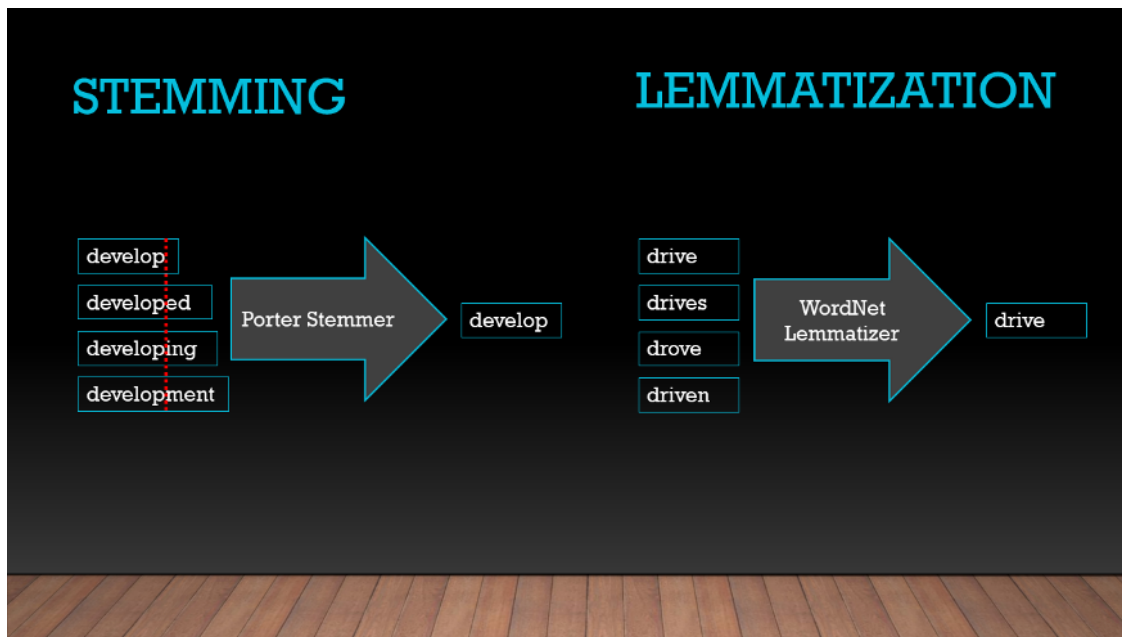 STEMMING
develop
developed
developing
development
Porter Stemmer
develop
LEMMATIZATION
drive
drives
drove
driven
WordNet
Lemmatizer
drive